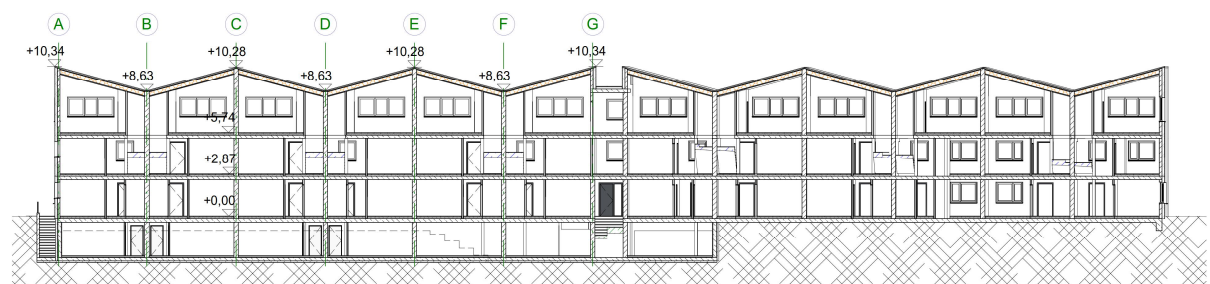 A B C D E F G
+10,34 +10,28 +10,28 +10,34
+8,63 +8,63 +8,63
+5,74
+2,87
+0,00